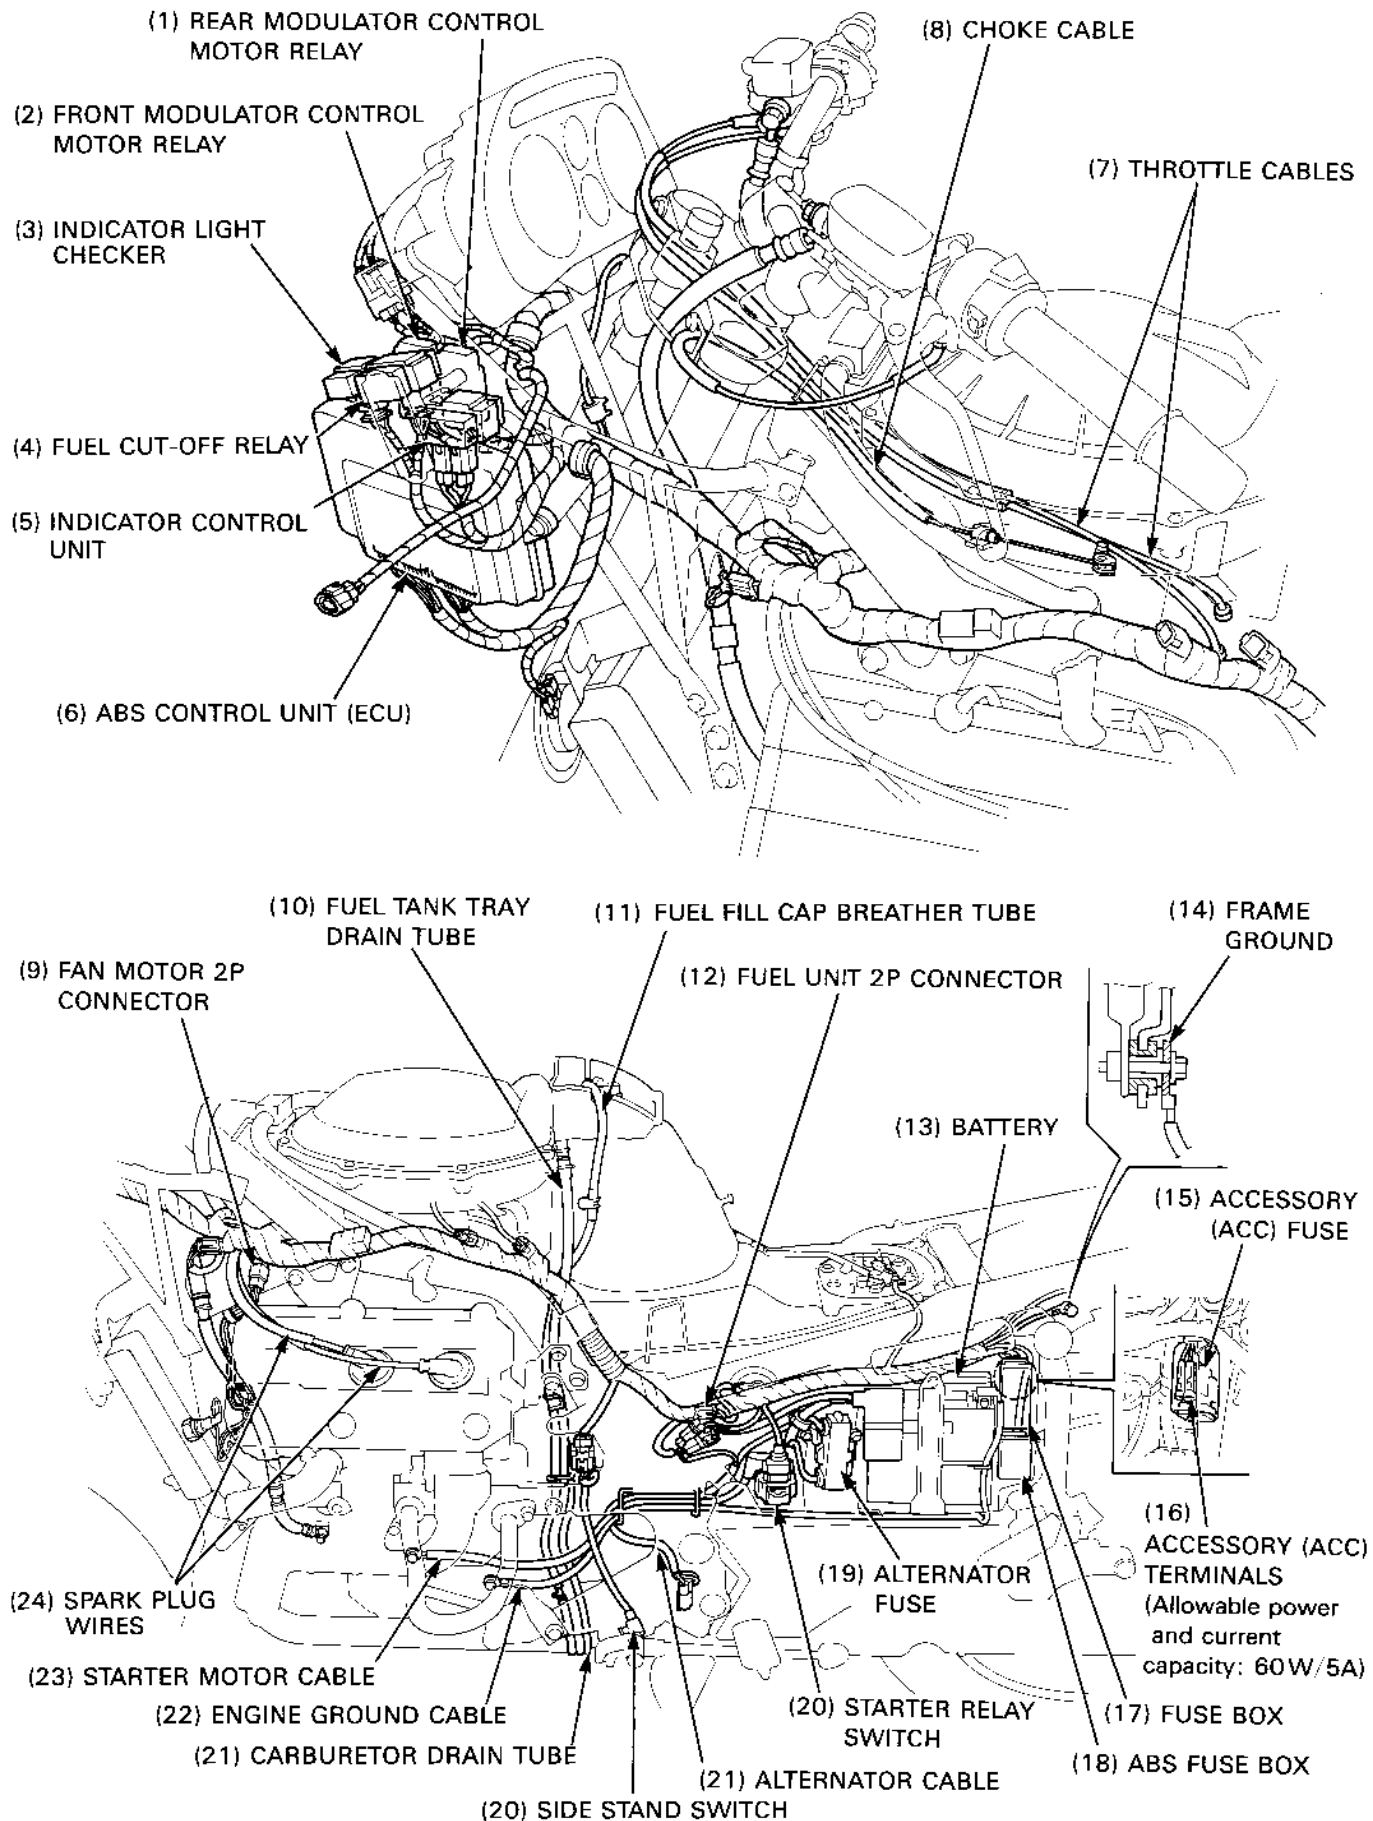 (1) REAR MODULATOR CONTROL
MOTOR RELAY
(8) CHOKE CABLE
(2) FRONT MODULATOR CONTROL
MOTOR RELAY
(7) THROTTLE CABLES
(3) INDICATOR LIGHT
CHECKER
(4) FUEL CUT-OFF RELAY
(5) INDICATOR CONTROL
UNIT
(6) ABS CONTROL UNIT (ECU)
(10) FUEL TANK TRAY
DRAIN TUBE
(11) FUEL FILL CAP BREATHER TUBE
(14) FRAME
GROUND
(9) FAN MOTOR 2P
CONNECTOR
(12) FUEL UNIT 2P CONNECTOR
(13) BATTERY
(15) ACCESSORY
(ACC) FUSE
(16)
ACCESSORY (ACC)
TERMINALS
(Allowable power
and current
capacity: 60W/5A)
(19) ALTERNATOR
FUSE
(24) SPARK PLUG
WIRES
(23) STARTER MOTOR CABLE
(22) ENGINE GROUND CABLE
(21) CARBURETOR DRAIN TUBE
(20) STARTER RELAY
SWITCH
(17) FUSE BOX
(18) ABS FUSE BOX
(21) ALTERNATOR CABLE
(20) SIDE STAND SWITCH